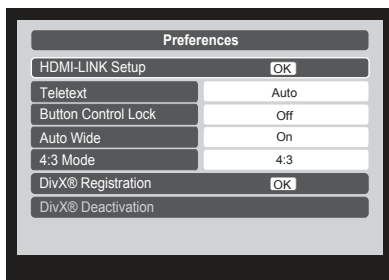 Preferences
HDMI-LINK Setup OK
Teletext Auto
Button Control Lock Off
Auto Wide On
4:3 Mode 4:3
DivX® Registration OK
DivX® Deactivation